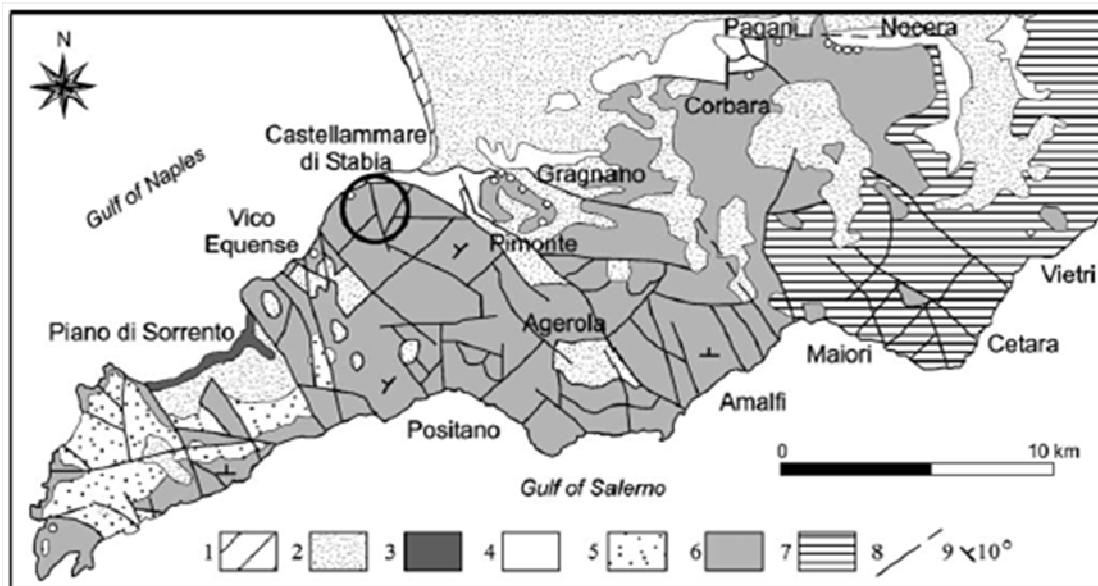 Pagani
Nocera
N
Corbara
Castellammare
di Stabia
Gragnano
Gulf of Naples
Vico
Equense
Pimonte
Vietri
Piano di Sorrento
Agerola
Maiori
Cetara
Amalfi
Positano
0 10 km
Gulf of Salerno
1 2 3 4 5 6 7 8 9 10°